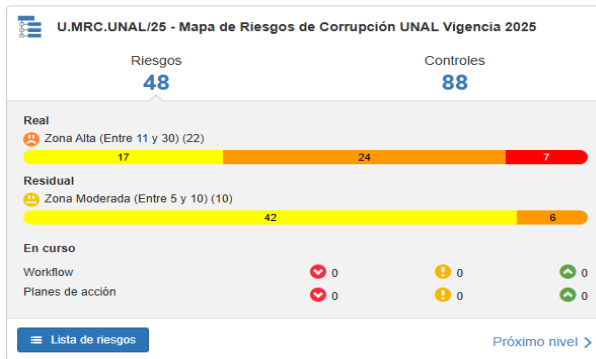 U.MRC.UNAL/25 - Mapa de Riesgos de Corrupción UNAL Vigencia 2025
Riesgos
48
Controles
88
Real
Zona Alta (Entre 11 y 30) (22)
17 24 7
Residual
Zona Moderada (Entre 5 y 10) (10)
42 6
En curso
Workflow 0 0 0
Planes de acción 0 0 0
Lista de riesgos
Próximo nivel